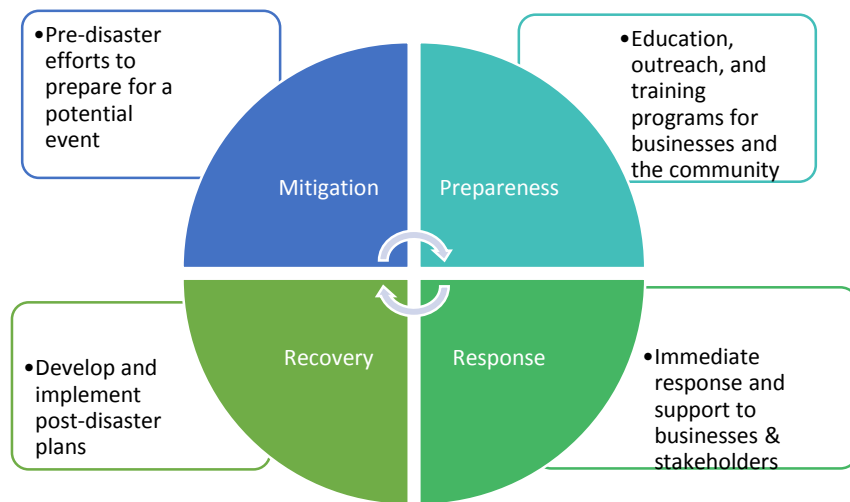 •Pre-disaster
efforts to
prepare for a
potential
event
•Education,
outreach, and
training
programs for
businesses and
the community
Mitigation
Prepareness
Recovery
Response
•Develop and
implement
post-disaster
plans
•Immediate
response and
support to
businesses &
stakeholders